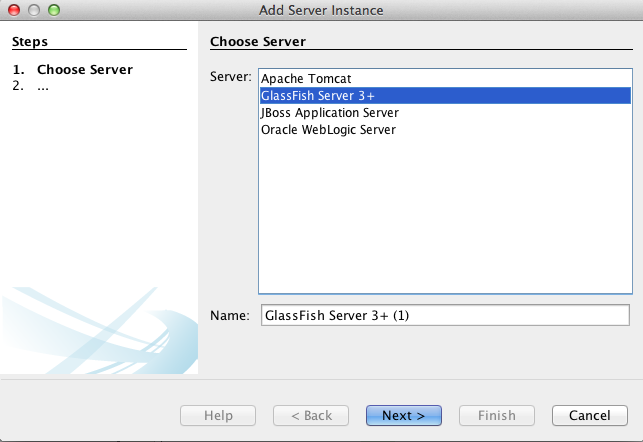 Add Server Instance
Steps
1. Choose Server
2. ...
Choose Server
Server:
Apache Tomcat
GlassFish Server 3+
JBoss Application Server
Oracle WebLogic Server
Name: GlassFish Server 3+ (1)
Help < Back Next > Finish Cancel